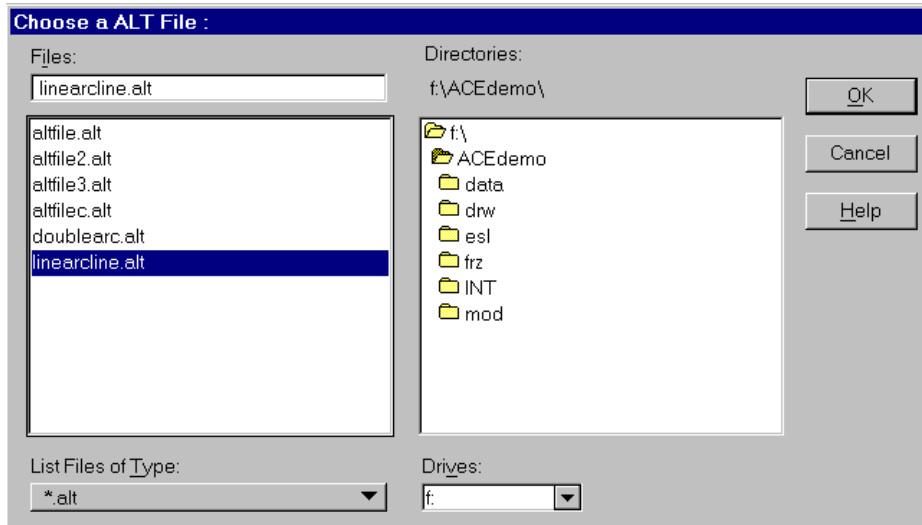 Choose a ALT File :
Files:
linearcline.alt
altfile.alt
altfile2.alt
altfile3.alt
altfilec.alt
doublearc.alt
linearcline.alt
List Files of Type:
*.alt
Directories:
f:\ACEdemo\
f:\
ACEdemo
data
drw
esl
frz
INT
mod
Drives:
f:
OK
Cancel
Help